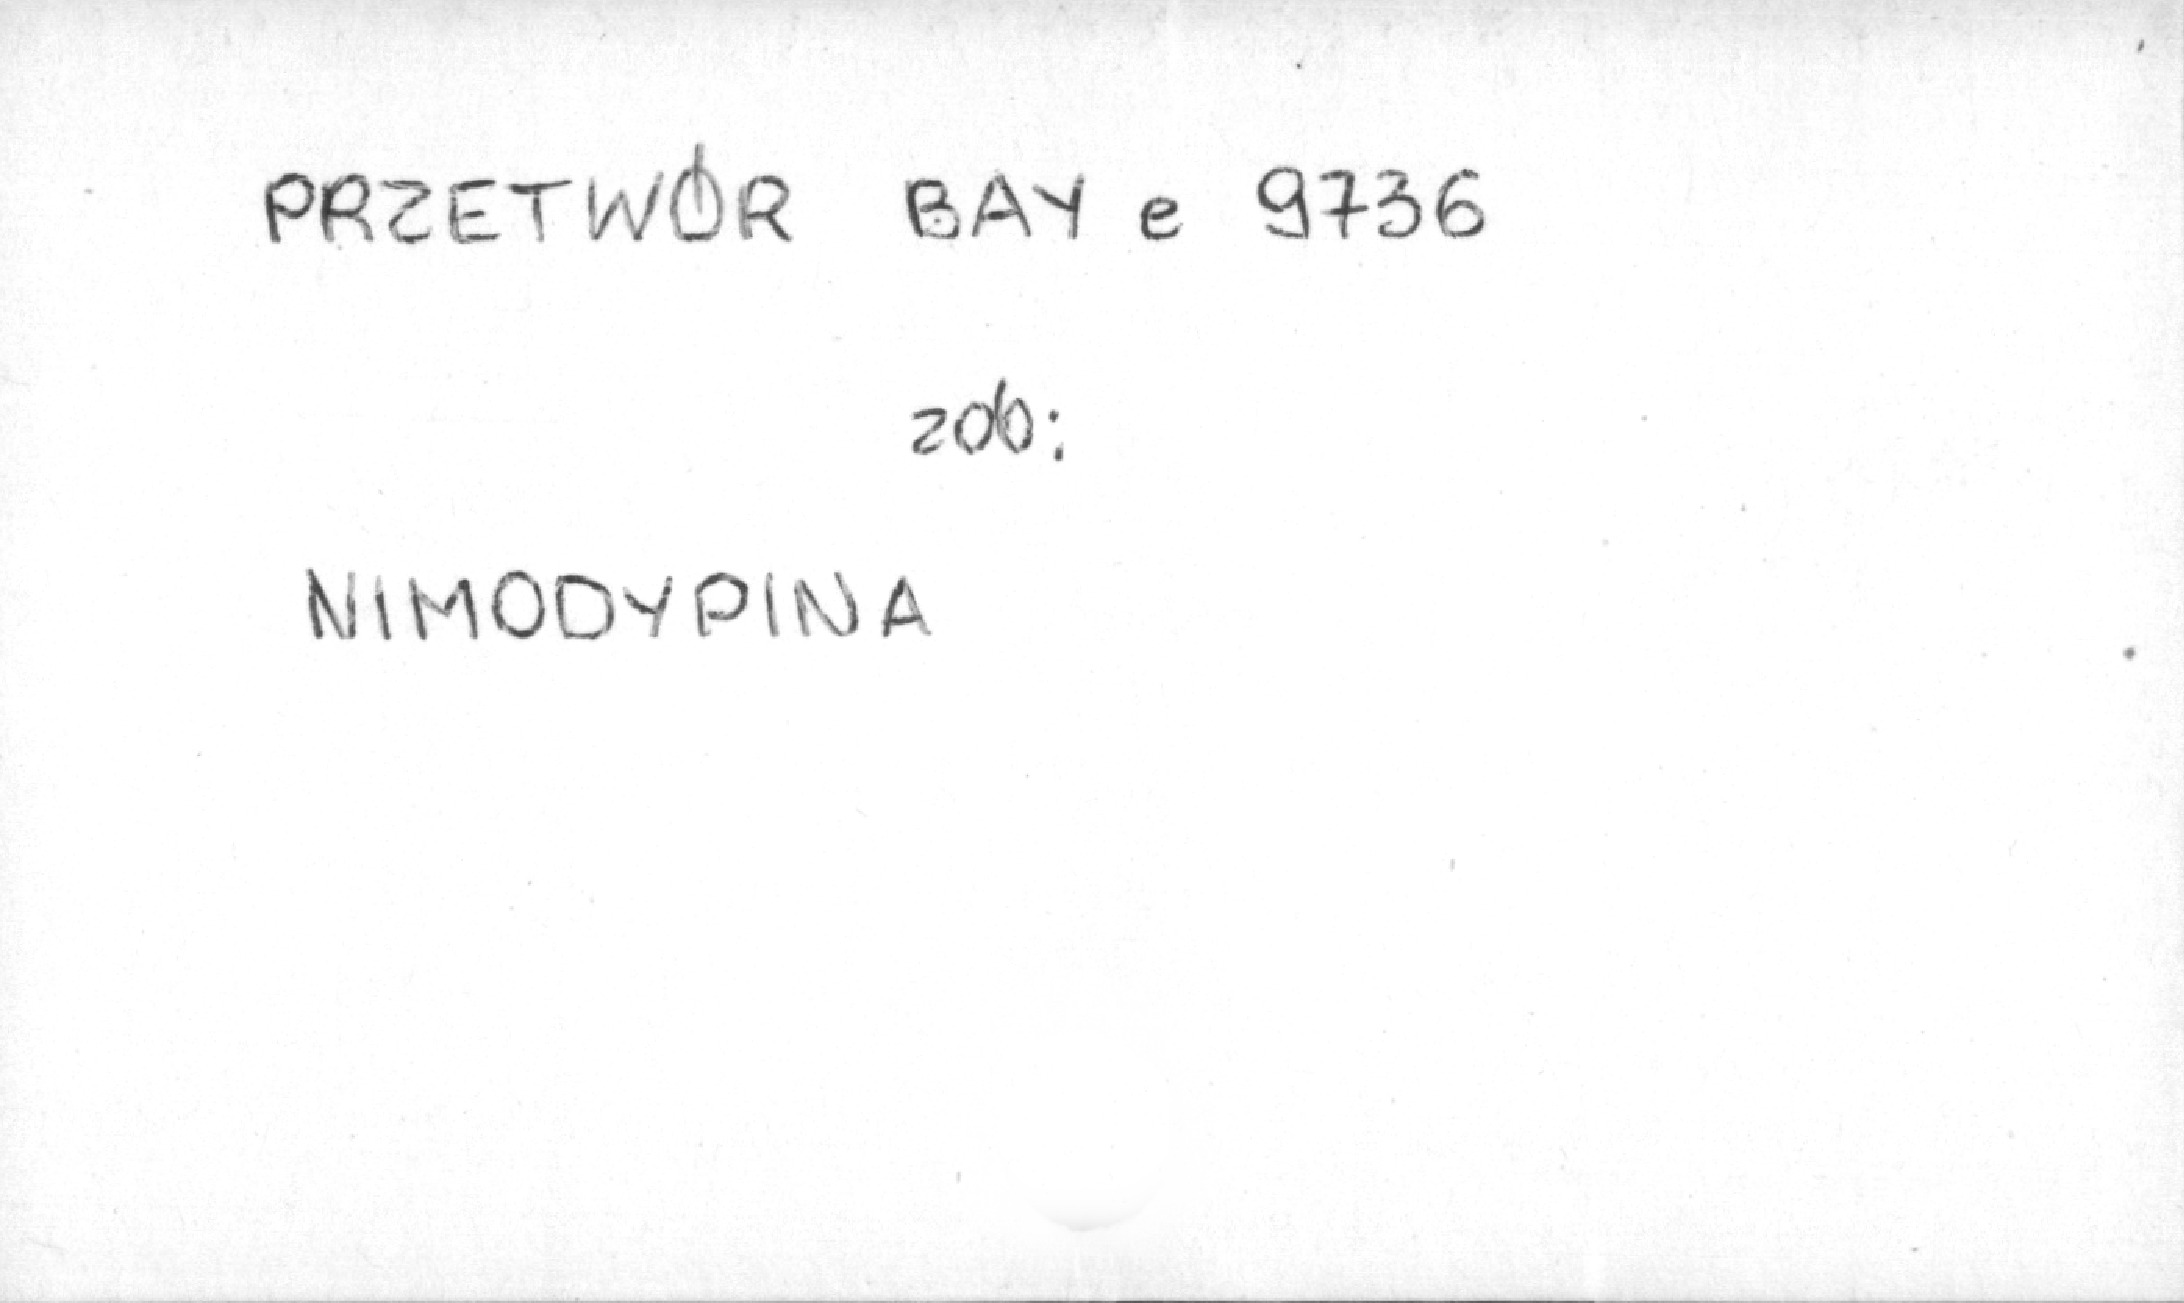 PRZETWÓR BAY e 9736
zob:
NIMODYPINA